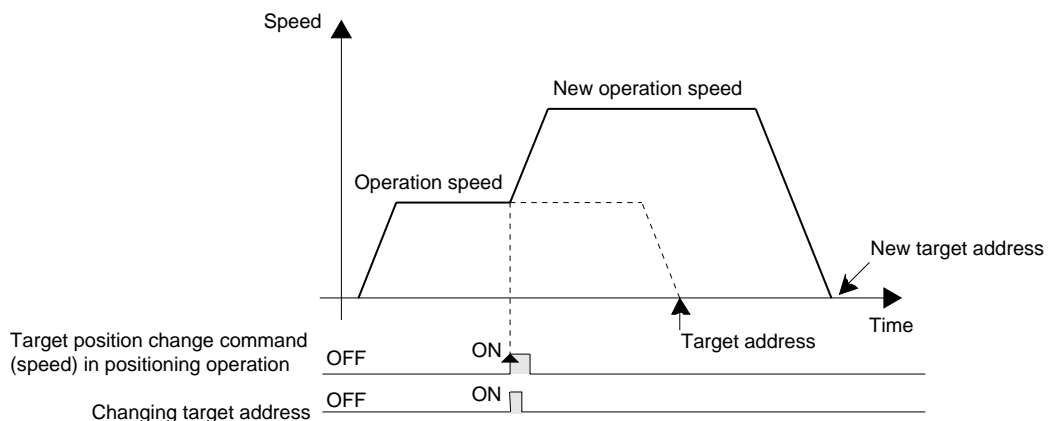 Speed
New operation speed
Operation speed
New target address
Time
Target address
Target position change command
(speed) in positioning operation
OFF
ON
Changing target address
OFF
ON